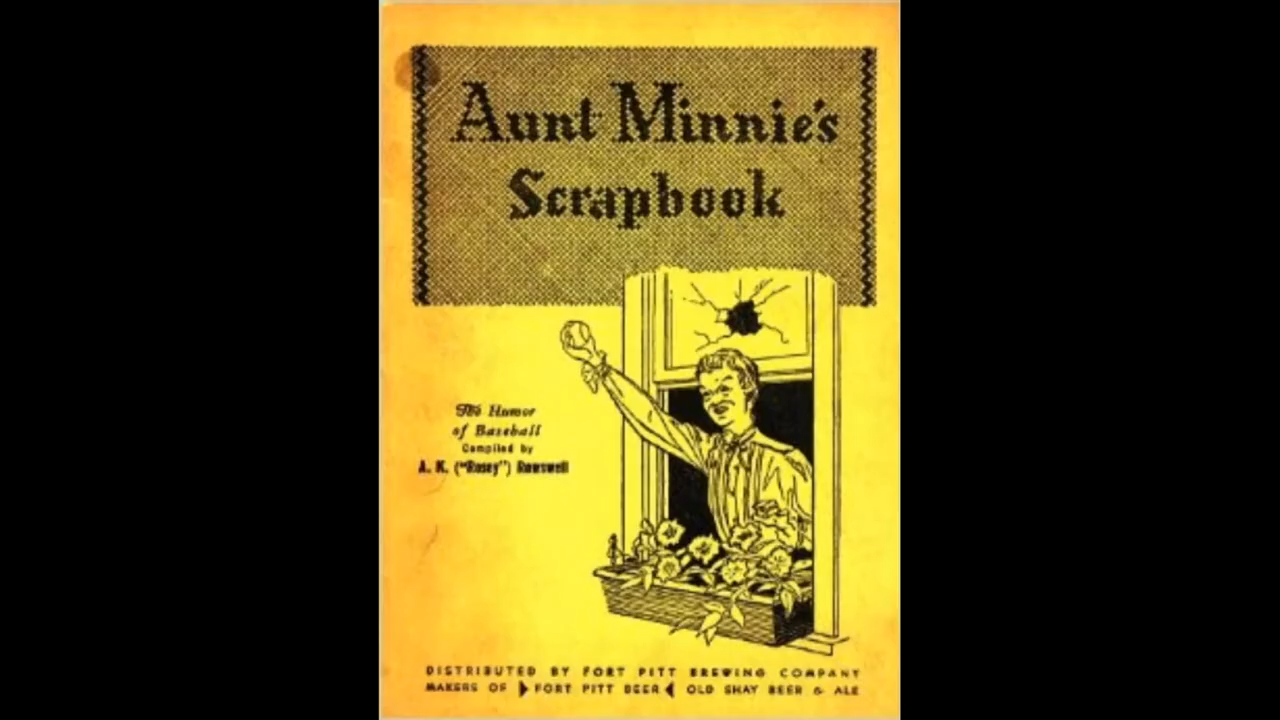 Aunt Minnie's
Scrapbook
The Humor
of Baseball
Compiled by
A. K. ("Rosey") Rowswell
DISTRIBUTED BY FORT PITT BREWING COMPANY
MAKERS OF FORT PITT BEER OLD SHAY BEER & ALE